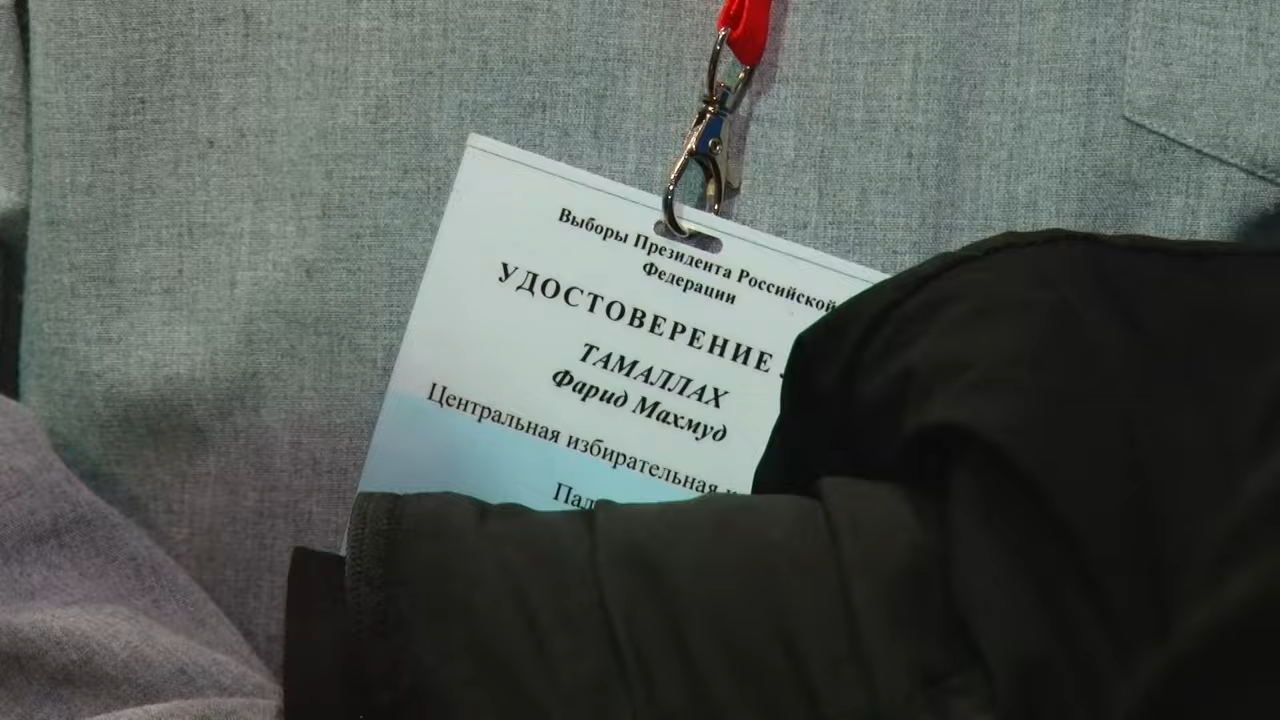 Выборы Президента Российской
Федерации
УДОСТОВЕРЕНИЕ
ТАМАЛЛАХ
Фарид Махмуд
Центральная избирательная